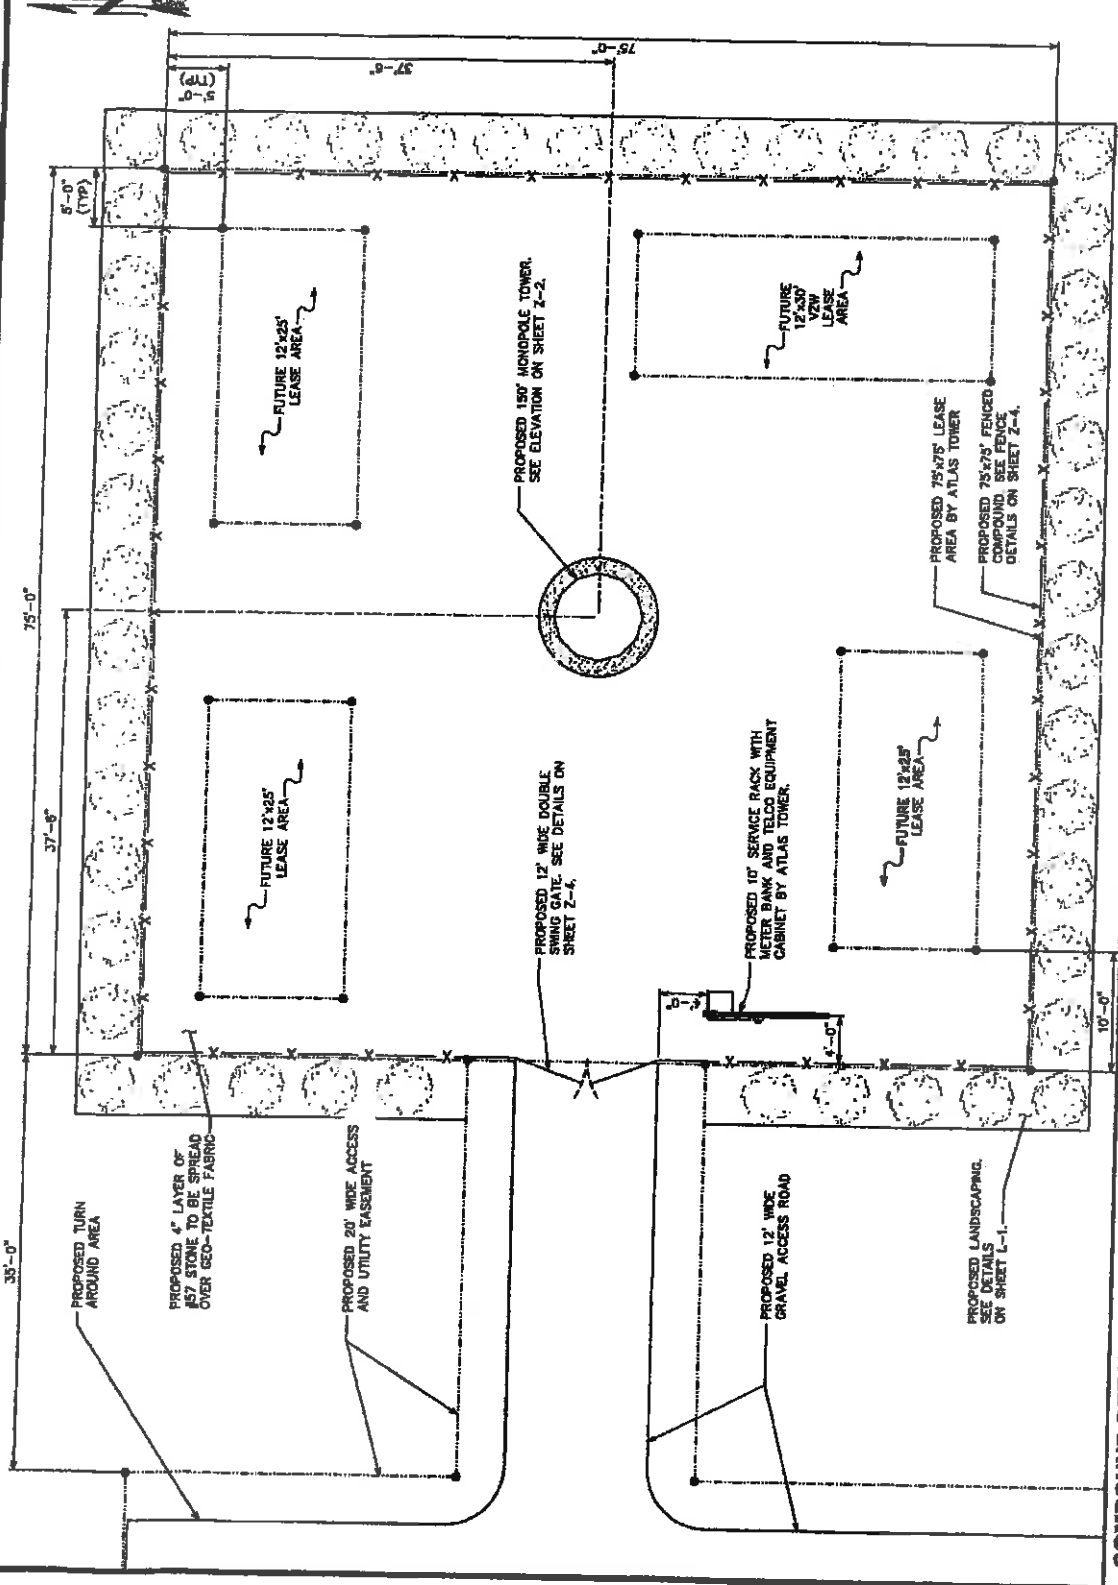 35'-0"
75'-0"
37'-6"
5'-0"
(TYP)
5'-0"
(TYP)
37'-6"
75'-0"
PROPOSED TURN
AROUND AREA
PROPOSED 4" LAYER OF
#57 STONE TO BE SPREAD
OVER GEO-TEXTILE FABRIC
PROPOSED 20' WIDE ACCESS
AND UTILITY EASEMENT
FUTURE 12'x25'
LEASE AREA
FUTURE 12'x25'
LEASE AREA
PROPOSED 12' WIDE DOUBLE
SWING GATE. SEE DETAILS ON
SHEET Z-4.
PROPOSED 150' MONOPOLE TOWER.
SEE ELEVATION ON SHEET Z-2.
4'-0"
4'-0"
PROPOSED 10' SERVICE RACK WITH
METER BANK AND TELCO EQUIPMENT
CABINET BY ATLAS TOWER.
FUTURE
12'x30'
VZW
LEASE
AREA
PROPOSED 12' WIDE
GRAVEL ACCESS ROAD
FUTURE 12'x25'
LEASE AREA
PROPOSED 75'x75' LEASE
AREA BY ATLAS TOWER
PROPOSED 75'x75' FENCED
COMPOUND. SEE FENCE
DETAILS ON SHEET Z-4.
PROPOSED LANDSCAPING.
SEE DETAILS
ON SHEET L-1.
10'-0"